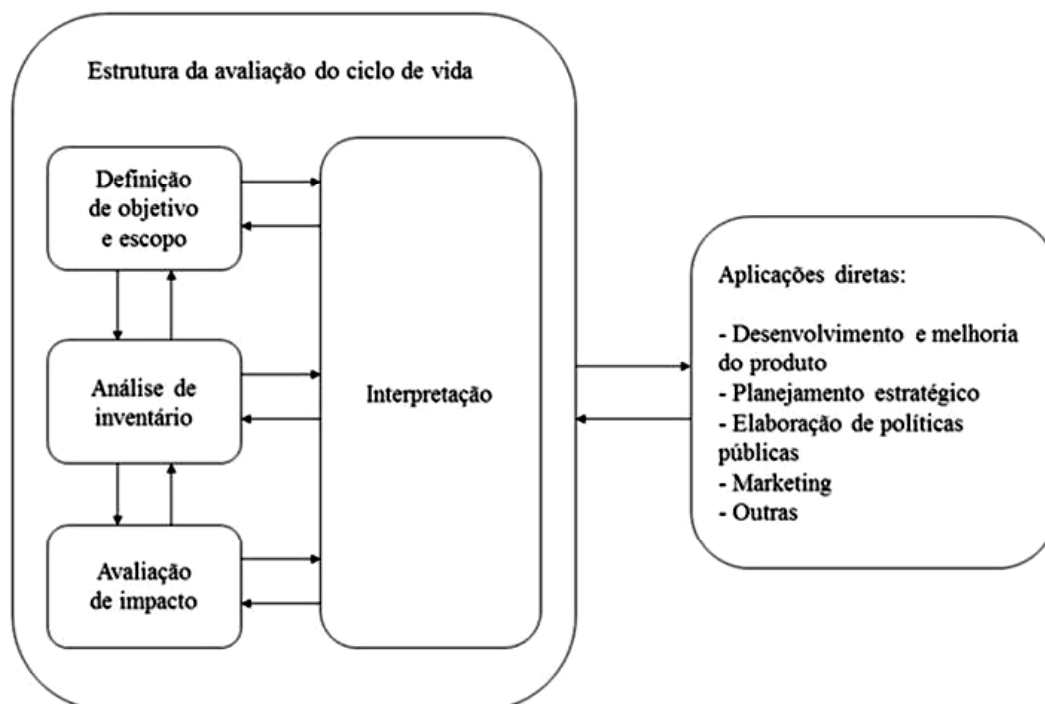 Estrutura da avaliação do ciclo de vida
Definição
de objetivo
e escopo
Análise de
inventário
Avaliação
de impacto
Interpretação
Aplicações diretas:
- Desenvolvimento e melhoria
do produto
- Planejamento estratégico
- Elaboração de políticas
públicas
- Marketing
- Outras